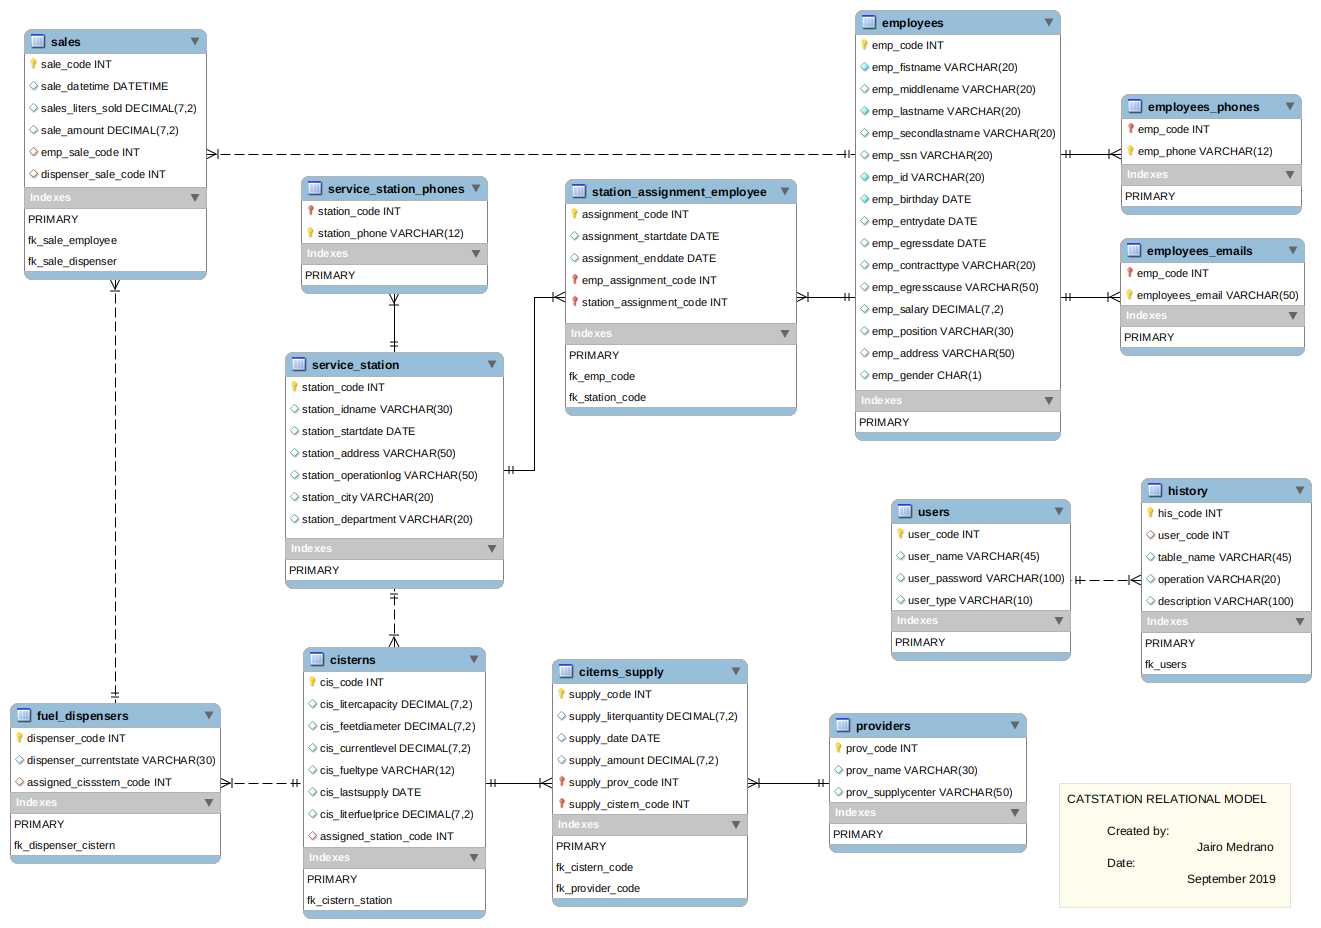 sales
sale_code INT
sale_datetime DATETIME
sales_liters_sold DECIMAL(7,2)
sale_amount DECIMAL(7,2)
emp_sale_code INT
dispenser_sale_code INT
Indexes
PRIMARY
fk_sale_employee
fk_sale_dispenser
service_station_phones
station_code INT
station_phone VARCHAR(12)
Indexes
PRIMARY
station_assignment_employee
assignment_code INT
assignment_startdate DATE
assignment_enddate DATE
emp_assignment_code INT
station_assignment_code INT
Indexes
PRIMARY
fk_emp_code
fk_station_code
employees
emp_code INT
emp_fistname VARCHAR(20)
emp_middlename VARCHAR(20)
emp_lastname VARCHAR(20)
emp_secondlastname VARCHAR(20)
emp_ssn VARCHAR(20)
emp_id VARCHAR(20)
emp_birthday DATE
emp_entrydate DATE
emp_egressdate DATE
emp_contracttype VARCHAR(20)
emp_egresscause VARCHAR(50)
emp_salary DECIMAL(7,2)
emp_position VARCHAR(30)
emp_address VARCHAR(50)
emp_gender CHAR(1)
Indexes
PRIMARY
employees_phones
emp_code INT
emp_phone VARCHAR(12)
Indexes
PRIMARY
employees_emails
emp_code INT
employees_email VARCHAR(50)
Indexes
PRIMARY
service_station
station_code INT
station_idname VARCHAR(30)
station_startdate DATE
station_address VARCHAR(50)
station_operationlog VARCHAR(50)
station_city VARCHAR(20)
station_department VARCHAR(20)
Indexes
PRIMARY
users
user_code INT
user_name VARCHAR(45)
user_password VARCHAR(100)
user_type VARCHAR(10)
Indexes
PRIMARY
history
his_code INT
user_code INT
table_name VARCHAR(45)
operation VARCHAR(20)
description VARCHAR(100)
Indexes
PRIMARY
fk_users
fuel_dispensers
dispenser_code INT
dispenser_currentstate VARCHAR(30)
assigned_cissstern_code INT
Indexes
PRIMARY
fk_dispenser_cistern
cisterns
cis_code INT
cis_litercapacity DECIMAL(7,2)
cis_feetdiameter DECIMAL(7,2)
cis_currentlevel DECIMAL(7,2)
cis_fueltype VARCHAR(12)
cis_lastsupply DATE
cis_literfuelprice DECIMAL(7,2)
assigned_station_code INT
Indexes
PRIMARY
fk_cistern_station
citerns_supply
supply_code INT
supply_literquantity DECIMAL(7,2)
supply_date DATE
supply_amount DECIMAL(7,2)
supply_prov_code INT
supply_cistern_code INT
Indexes
PRIMARY
fk_cistern_code
fk_provider_code
providers
prov_code INT
prov_name VARCHAR(30)
prov_supplycenter VARCHAR(50)
Indexes
PRIMARY
CATSTATION RELATIONAL MODEL
Created by:
Jairo Medrano
Date:
September 2019